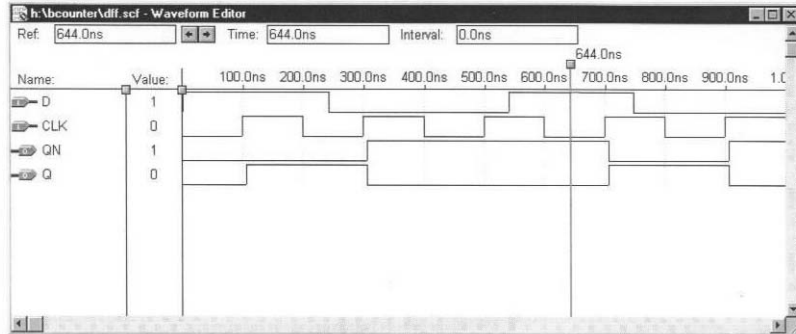 h:\bcounter\dff.scf - Waveform Editor
Ref: 644.0ns Time: 644.0ns Interval: 0.0ns
644.0ns
Name: Value: 100.0ns 200.0ns 300.0ns 400.0ns 500.0ns 600.0ns 700.0ns 800.0ns 900.0ns 1.0
D 1
CLK 0
QN 1
Q 0